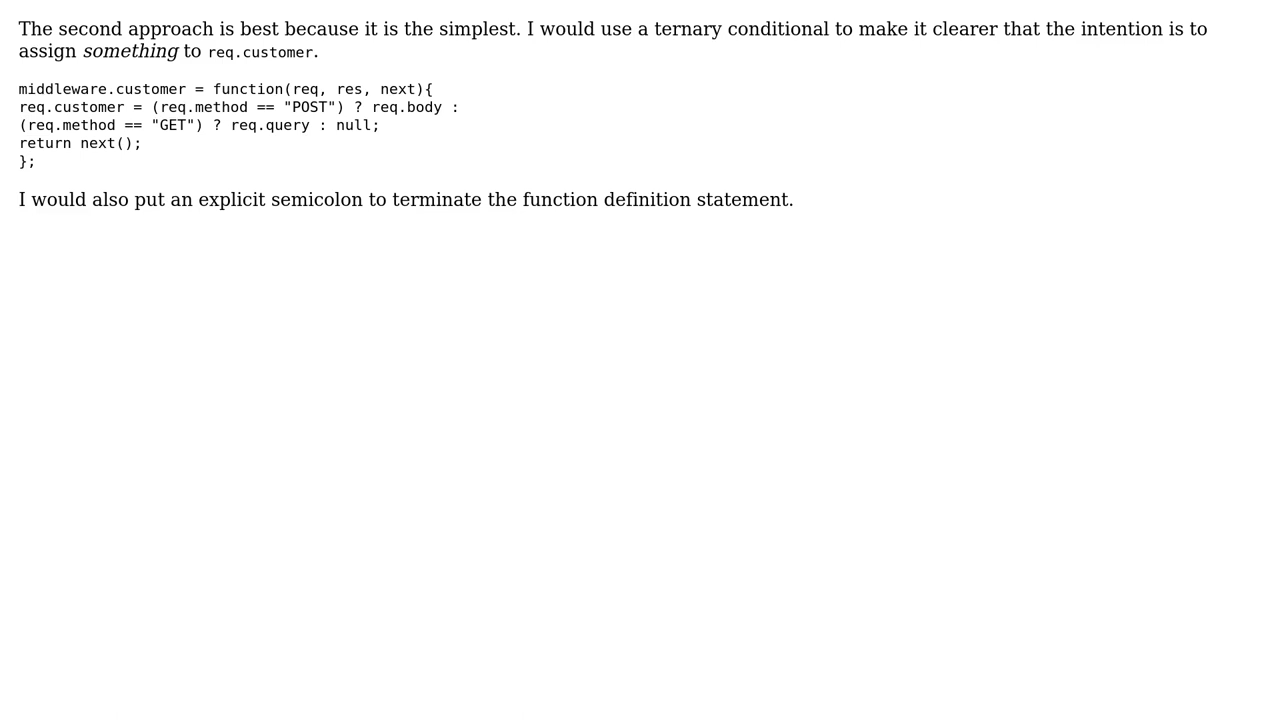 The second approach is best because it is the simplest. I would use a ternary conditional to make it clearer that the intention is to
assign something to req.customer.
middleware.customer = function(req, res, next){
req.customer = (req.method == "POST") ? req.body :
(req.method == "GET") ? req.query : null;
return next();
};
I would also put an explicit semicolon to terminate the function definition statement.